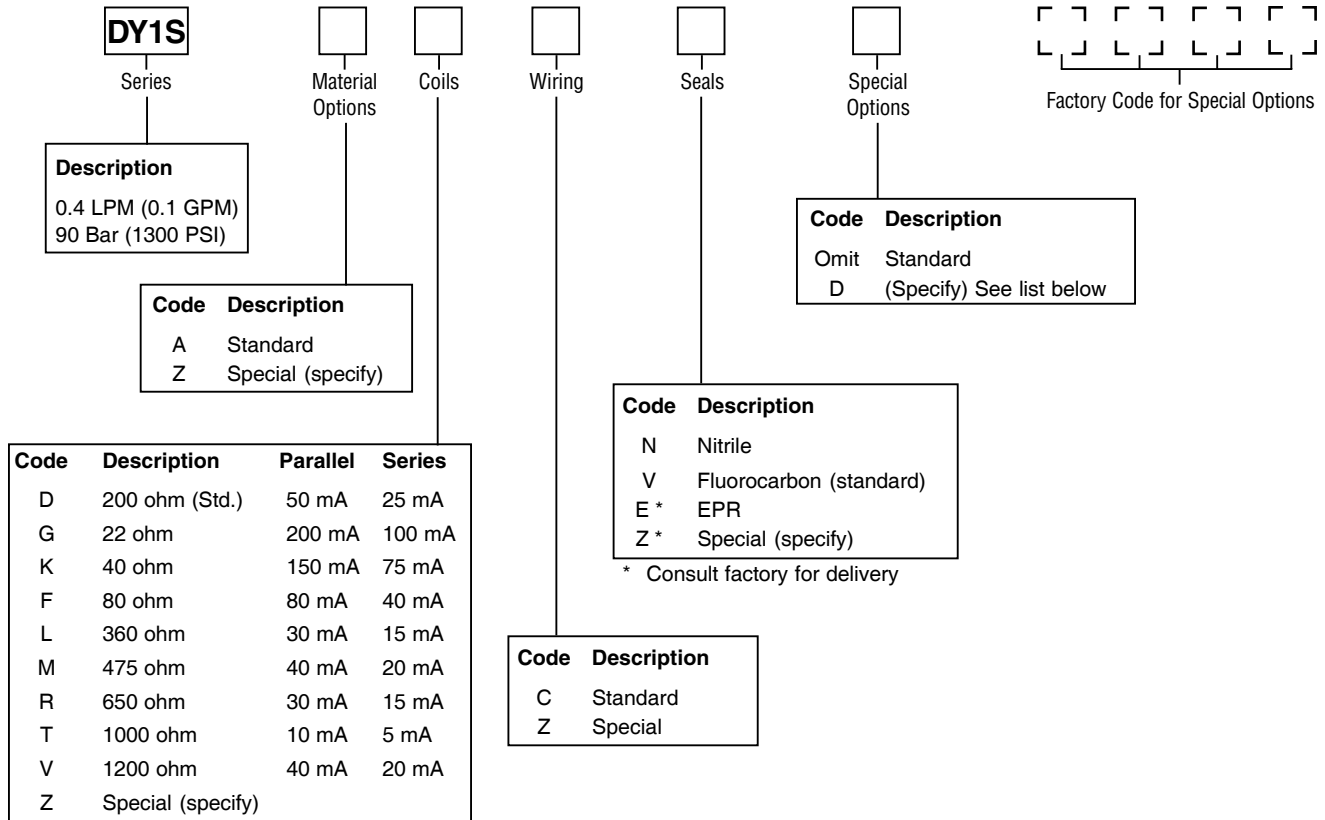 DY1S
Series
Material
Options
Coils
Wiring
Seals
Special
Options
Factory Code for Special Options
Description
0.4 LPM (0.1 GPM)
90 Bar (1300 PSI)
Code Description
Omit Standard
D (Specify) See list below
Code Description
A Standard
Z Special (specify)
Code Description
N Nitrile
V Fluorocarbon (standard)
E * EPR
Z * Special (specify)
* Consult factory for delivery
Code Description Parallel Series
D 200 ohm (Std.) 50 mA 25 mA
G 22 ohm 200 mA 100 mA
K 40 ohm 150 mA 75 mA
F 80 ohm 80 mA 40 mA
L 360 ohm 30 mA 15 mA
M 475 ohm 40 mA 20 mA
R 650 ohm 30 mA 15 mA
T 1000 ohm 10 mA 5 mA
V 1200 ohm 40 mA 20 mA
Z Special (specify)
Code Description
C Standard
Z Special